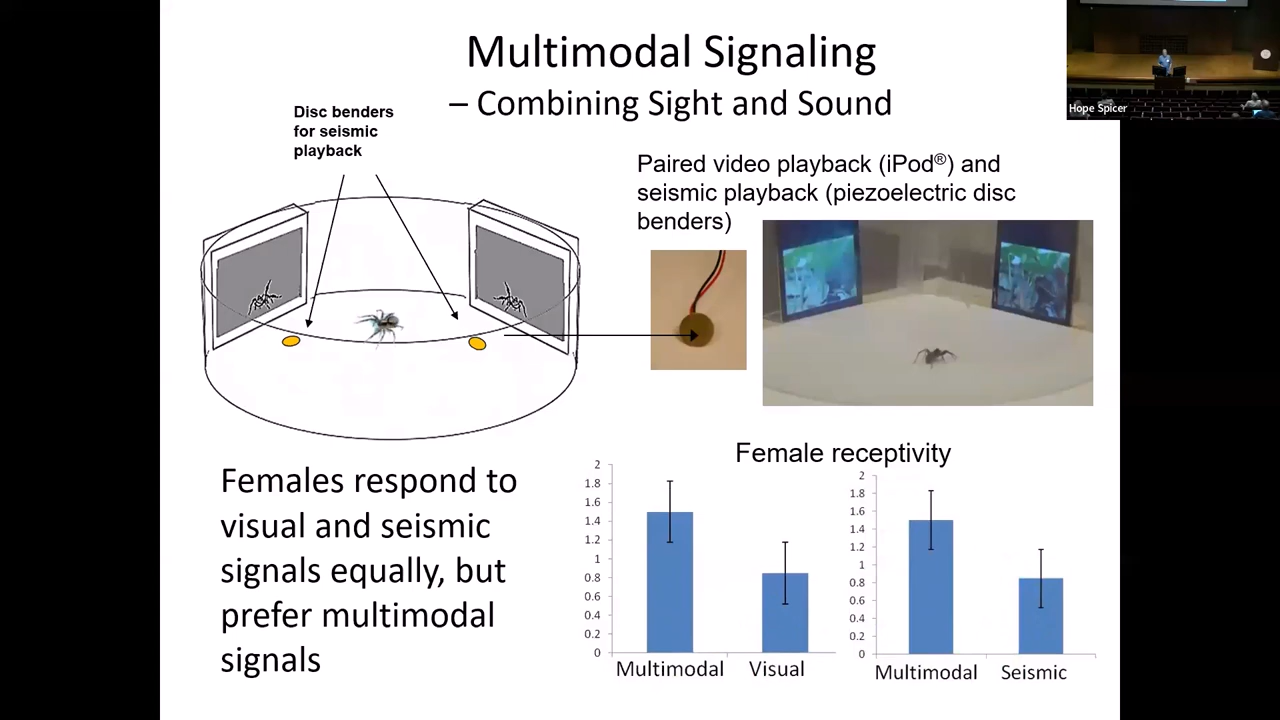 Multimodal Signaling
– Combining Sight and Sound
Hope Spicer
Disc benders
for seismic
playback
Paired video playback (iPod®) and
seismic playback (piezoelectric disc
benders)
Females respond to
visual and seismic
signals equally, but
prefer multimodal
signals
Female receptivity
2
1.8
1.6
1.4
1.2
1
0.8
0.6
0.4
0.2
0
Multimodal Visual
2
1.8
1.6
1.4
1.2
1
0.8
0.6
0.4
0.2
0
Multimodal Seismic